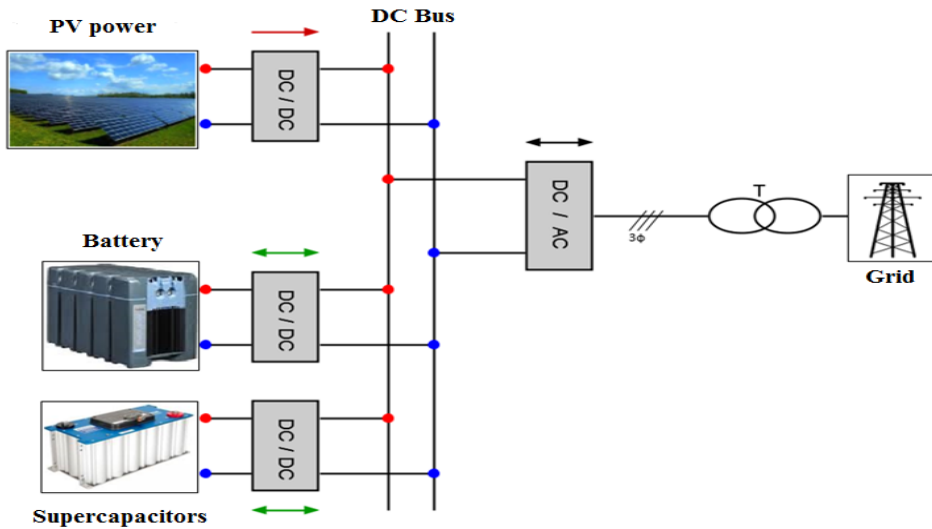 PV power
DC Bus
DC / DC
DC / AC
T
3Φ
Grid
Battery
DC / DC
DC / DC
Supercapacitors